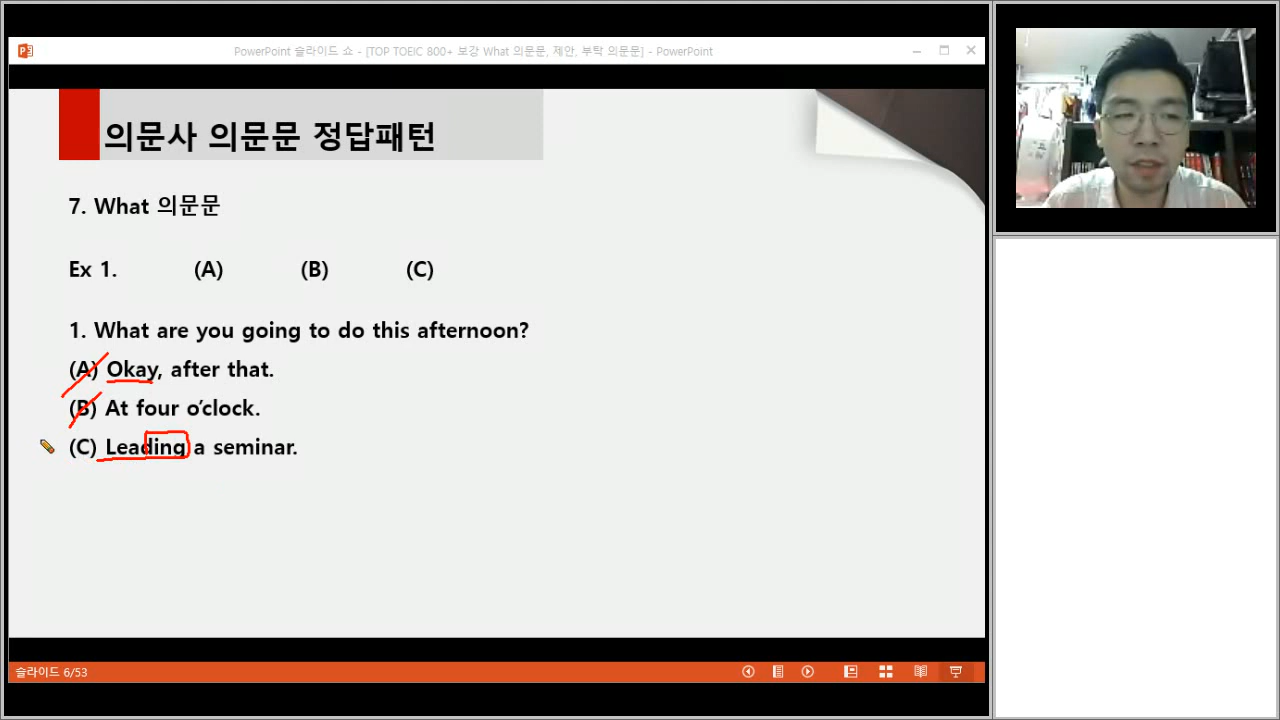 PowerPoint 슬라이드 쇼 - [TOP TOEIC 800+ 보강 What 의문문, 제안, 부탁 의문문] - PowerPoint
의문사 의문문 정답패턴
7. What 의문문
Ex 1. (A) (B) (C)
1. What are you going to do this afternoon?
(A) Okay, after that.
(B) At four o'clock.
(C) Leading a seminar.
슬라이드 6/53